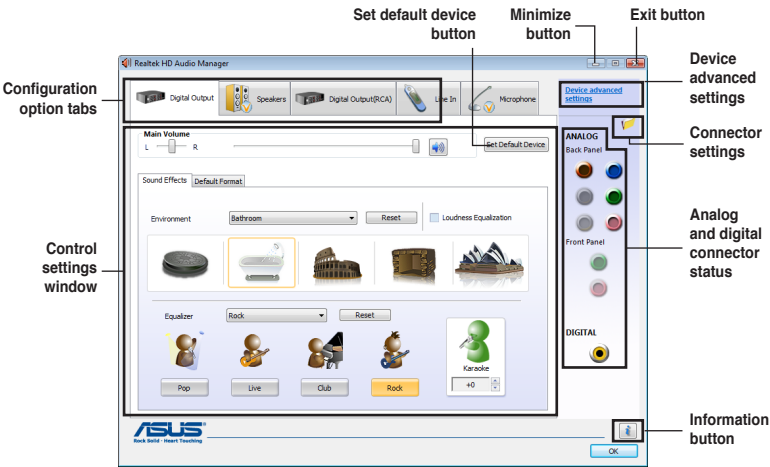 Set default device
button
Minimize
button
Exit button
Configuration
option tabs
Control
settings
window
Device
advanced
settings
Connector
settings
Analog
and digital
connector
status
Information
button
Realtek HD Audio Manager
Digital Output
Speakers
Digital Output(RCA)
Line In
Microphone
Device advanced
settings
Main Volume
L
R
Set Default Device
Sound Effects
Default Format
Environment
Bathroom
Reset
Loudness Equalization
Equalizer
Rock
Reset
Pop
Live
Club
Rock
Karaoke
+0
ANALOG
Back Panel
Front Panel
DIGITAL
ASUS
Rock Solid · Heart Touching
i
OK